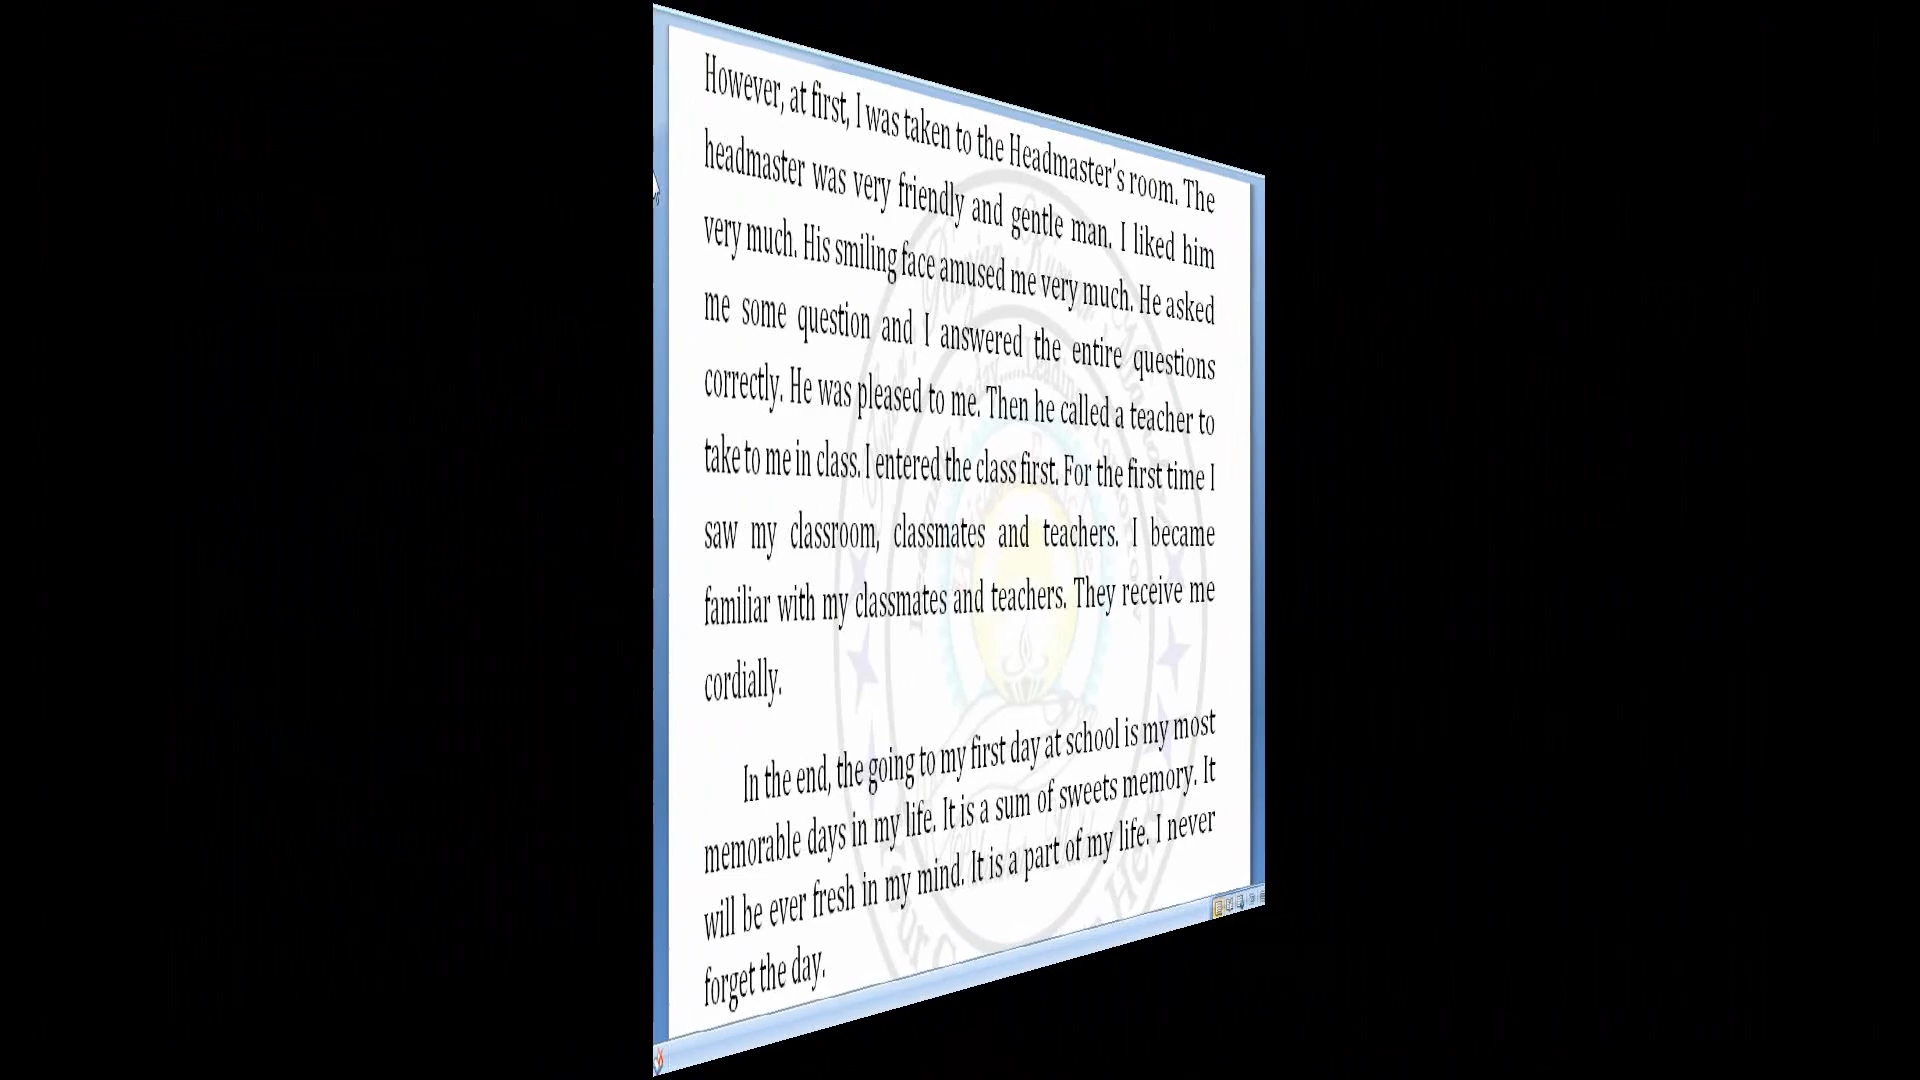 However, at first, I was taken to the Headmaster's room. The
headmaster was very friendly and gentle man. I liked him
very much. His smiling face amused me very much. He asked
me some question and I answered the entire questions
correctly. He was pleased to me. Then he called a teacher to
take to me in class. I entered the class first. For the first time I
saw my classroom, classmates and teachers. I became
familiar with my classmates and teachers. They receive me
cordially.
In the end, the going to my first day at school is my most
memorable days in my life. It is a sum of sweets memory. It
will be ever fresh in my mind. It is a part of my life. I never
forget the day.